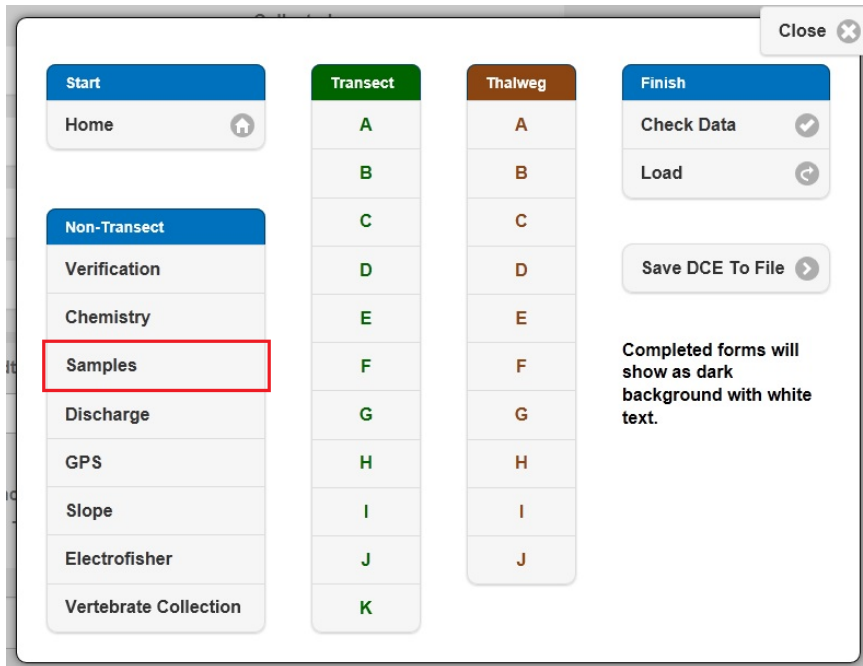 Close
Start
Home
Non-Transect
Verification
Chemistry
Samples
Discharge
GPS
Slope
Electrofisher
Vertebrate Collection
Transect
A
B
C
D
E
F
G
H
I
J
K
Thalweg
A
B
C
D
E
F
G
H
I
J
Finish
Check Data
Load
Save DCE To File
Completed forms will
show as dark
background with white
text.